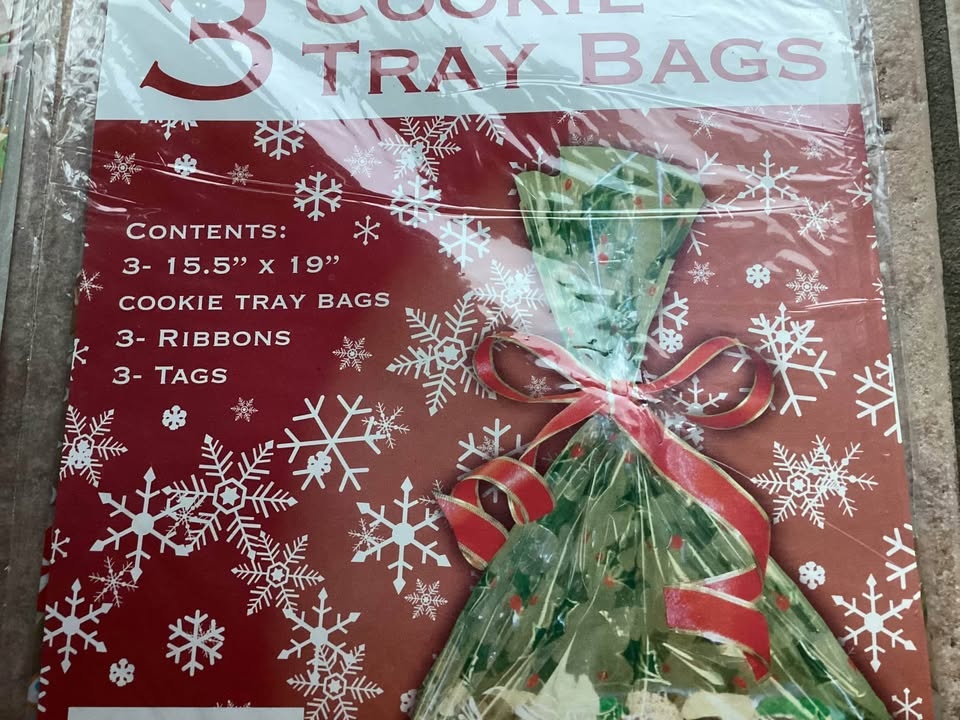 3 COOKIE
TRAY BAGS
CONTENTS:
3- 15.5” X 19”
COOKIE TRAY BAGS
3- RIBBONS
3- TAGS